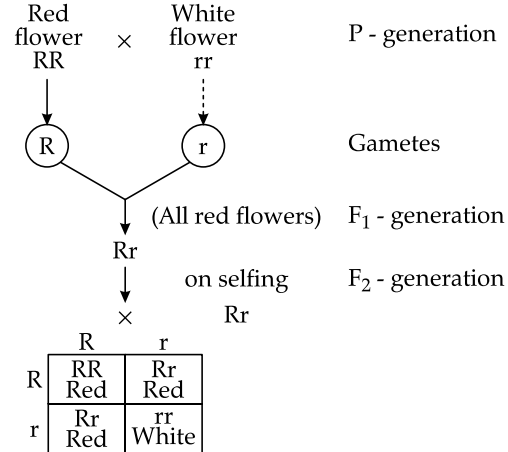 Red flower RR × White flower rr P - generation
R r Gametes
(All red flowers) F₁ - generation
Rr
on selfing F₂ - generation
× Rr
R r
R RR Red Rr Red
r Rr Red rr White